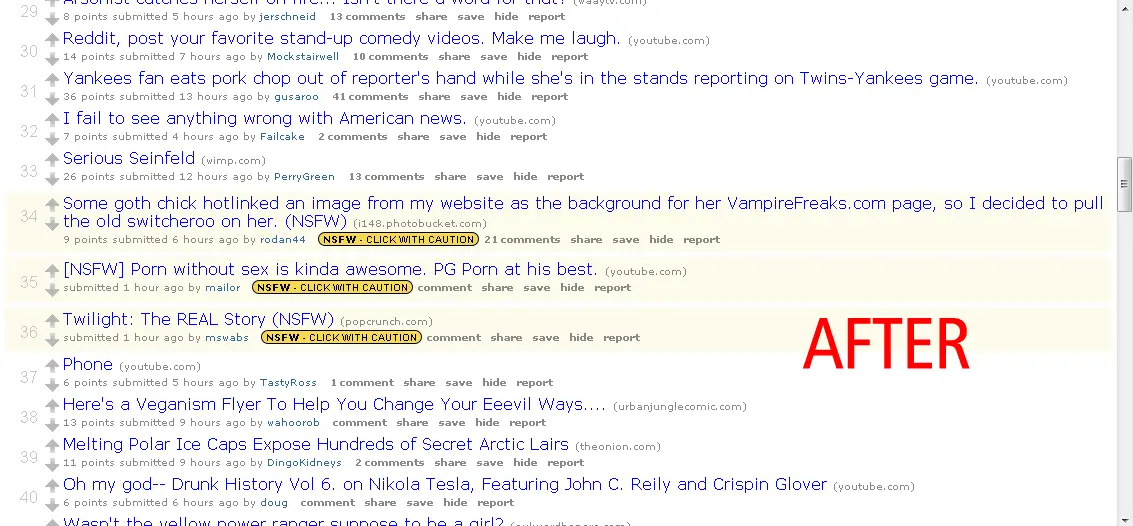 29
Arsonist catches herself on fire... Isn't there a word for that? (waaytv.com)
8 points submitted 5 hours ago by jerschneid 13 comments share save hide report
30
Reddit, post your favorite stand-up comedy videos. Make me laugh. (youtube.com)
14 points submitted 7 hours ago by Mockstairwell 10 comments share save hide report
31
Yankees fan eats pork chop out of reporter's hand while she's in the stands reporting on Twins-Yankees game. (youtube.com)
36 points submitted 13 hours ago by gusaroo 41 comments share save hide report
32
I fail to see anything wrong with American news. (youtube.com)
7 points submitted 4 hours ago by Failcake 2 comments share save hide report
33
Serious Seinfeld (wimp.com)
26 points submitted 12 hours ago by PerryGreen 13 comments share save hide report
34
Some goth chick hotlinked an image from my website as the background for her VampireFreaks.com page, so I decided to pull
the old switcheroo on her. (NSFW) (i148.photobucket.com)
9 points submitted 6 hours ago by rodan44 NSFW - CLICK WITH CAUTION 21 comments share save hide report
35
[NSFW] Porn without sex is kinda awesome. PG Porn at his best. (youtube.com)
submitted 1 hour ago by mailor NSFW - CLICK WITH CAUTION comment share save hide report
36
Twilight: The REAL Story (NSFW) (popcrunch.com)
submitted 1 hour ago by mswabs NSFW - CLICK WITH CAUTION comment share save hide report
AFTER
37
Phone (youtube.com)
6 points submitted 5 hours ago by TastyRoss 1 comment share save hide report
38
Here's a Veganism Flyer To Help You Change Your Eeevil Ways.... (urbanjunglecomic.com)
13 points submitted 9 hours ago by wahoorob comment share save hide report
39
Melting Polar Ice Caps Expose Hundreds of Secret Arctic Lairs (theonion.com)
11 points submitted 9 hours ago by DingoKidneys 2 comments share save hide report
40
Oh my god-- Drunk History Vol 6. on Nikola Tesla, Featuring John C. Reily and Crispin Glover (youtube.com)
6 points submitted 6 hours ago by doug comment share save hide report
Wasn't the yellow power ranger suppose to be a girl?